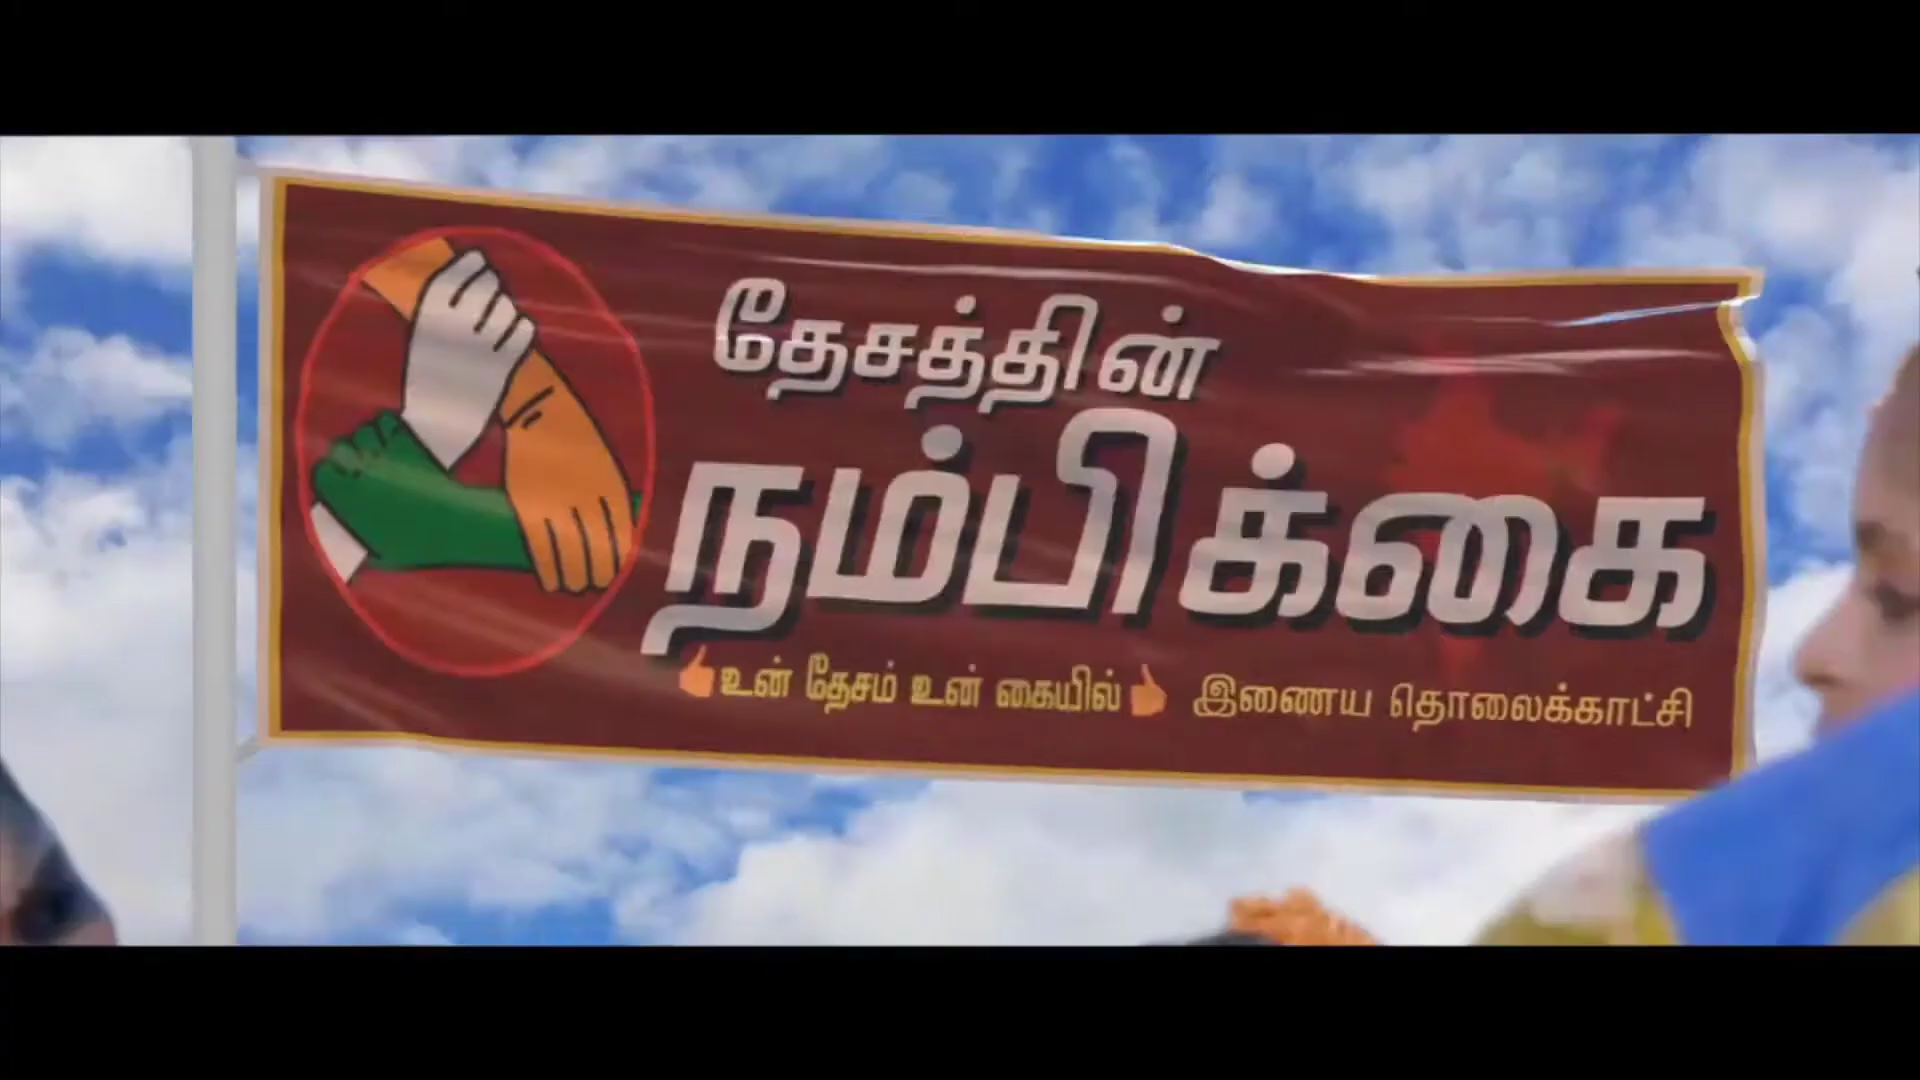 தேசத்தின்
நம்பிக்கை
உன் தேசம் உன் கையில் இணைய தொலைக்காட்சி